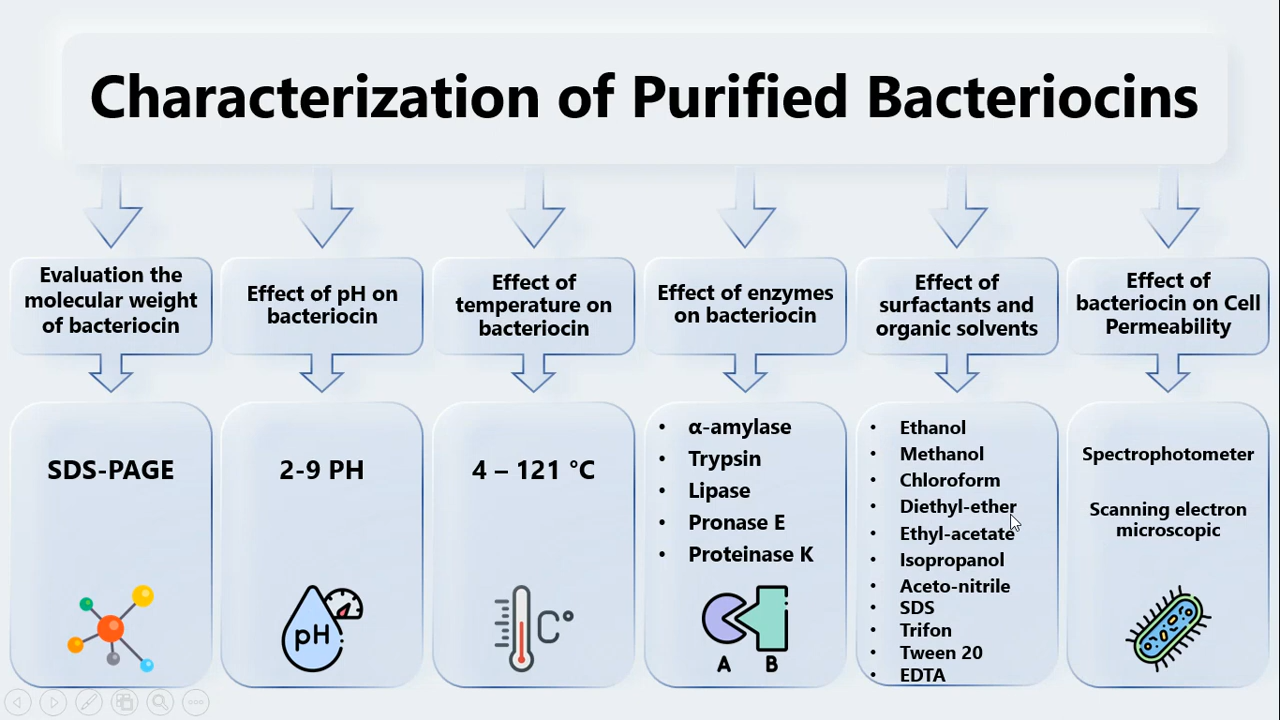 Characterization of Purified Bacteriocins
Evaluation the
molecular weight
of bacteriocin
Effect of pH on
bacteriocin
Effect of
temperature on
bacteriocin
Effect of enzymes
on bacteriocin
Effect of
surfactants and
organic solvents
Effect of
bacteriocin on Cell
Permeability
SDS-PAGE
2-9 PH
4 – 121 °C
• α-amylase
• Trypsin
• Lipase
• Pronase E
• Proteinase K
• Ethanol
• Methanol
• Chloroform
• Diethyl-ether
• Ethyl-acetate
• Isopropanol
• Aceto-nitrile
• SDS
• Trifon
• Tween 20
• EDTA
Spectrophotometer
Scanning electron
microscopic
pH
C°
A B